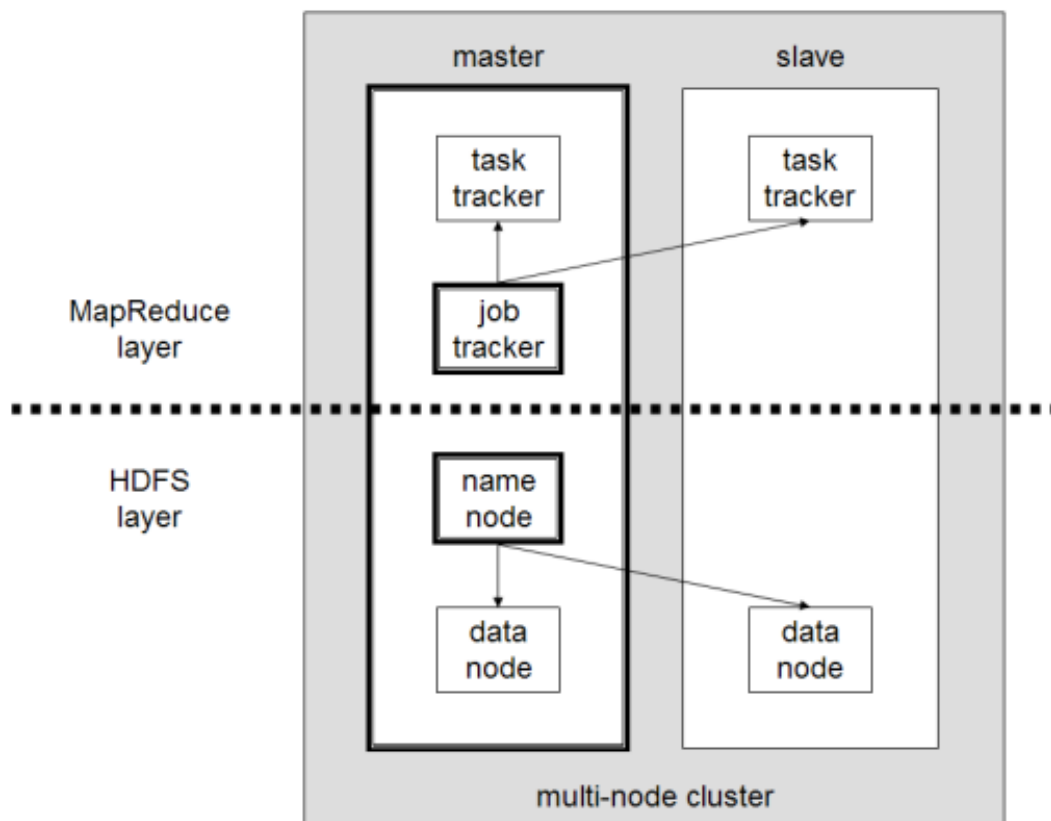 master
slave
task
tracker
task
tracker
MapReduce
layer
job
tracker
HDFS
layer
name
node
data
node
data
node
multi-node cluster